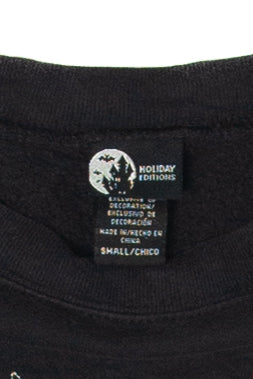 HOLIDAY
EDITIONS
EXCLUSIVE OF
DECORATION/
EXCLUSIVO DE
DECORACIÓN
MADE IN/HECHO EN
CHINA
SMALL/CHICO